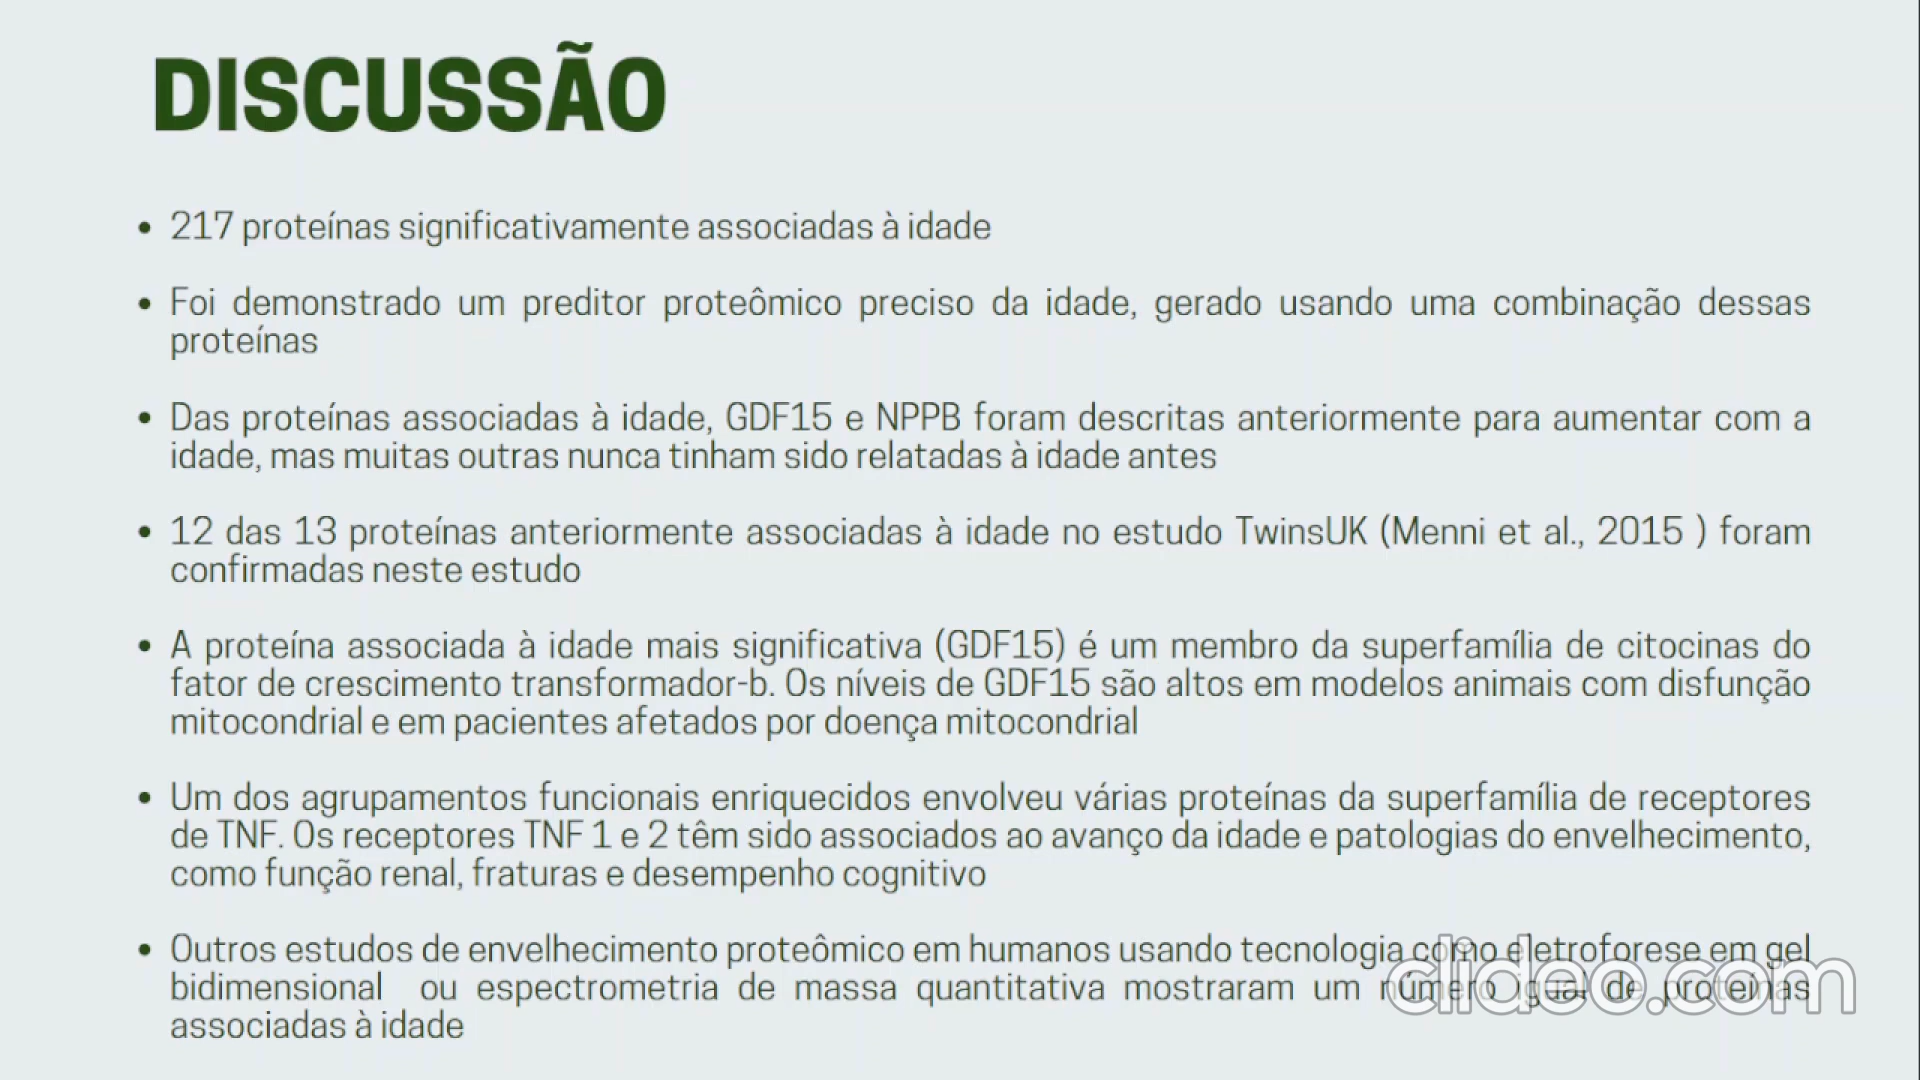 DISCUSSÃO
• 217 proteínas significativamente associadas à idade
• Foi demonstrado um preditor proteômico preciso da idade, gerado usando uma combinação dessas
proteínas
• Das proteínas associadas à idade, GDF15 e NPPB foram descritas anteriormente para aumentar com a
idade, mas muitas outras nunca tinham sido relatadas à idade antes
• 12 das 13 proteínas anteriormente associadas à idade no estudo TwinsUK (Menni et al., 2015 ) foram
confirmadas neste estudo
• A proteína associada à idade mais significativa (GDF15) é um membro da superfamília de citocinas do
fator de crescimento transformador-b. Os níveis de GDF15 são altos em modelos animais com disfunção
mitocondrial e em pacientes afetados por doença mitocondrial
• Um dos agrupamentos funcionais enriquecidos envolveu várias proteínas da superfamília de receptores
de TNF. Os receptores TNF 1 e 2 têm sido associados ao avanço da idade e patologias do envelhecimento,
como função renal, fraturas e desempenho cognitivo
• Outros estudos de envelhecimento proteômico em humanos usando tecnologia como eletroforese em gel
bidimensional ou espectrometria de massa quantitativa mostraram um número igual de proteínas
associadas à idade
clideo.com